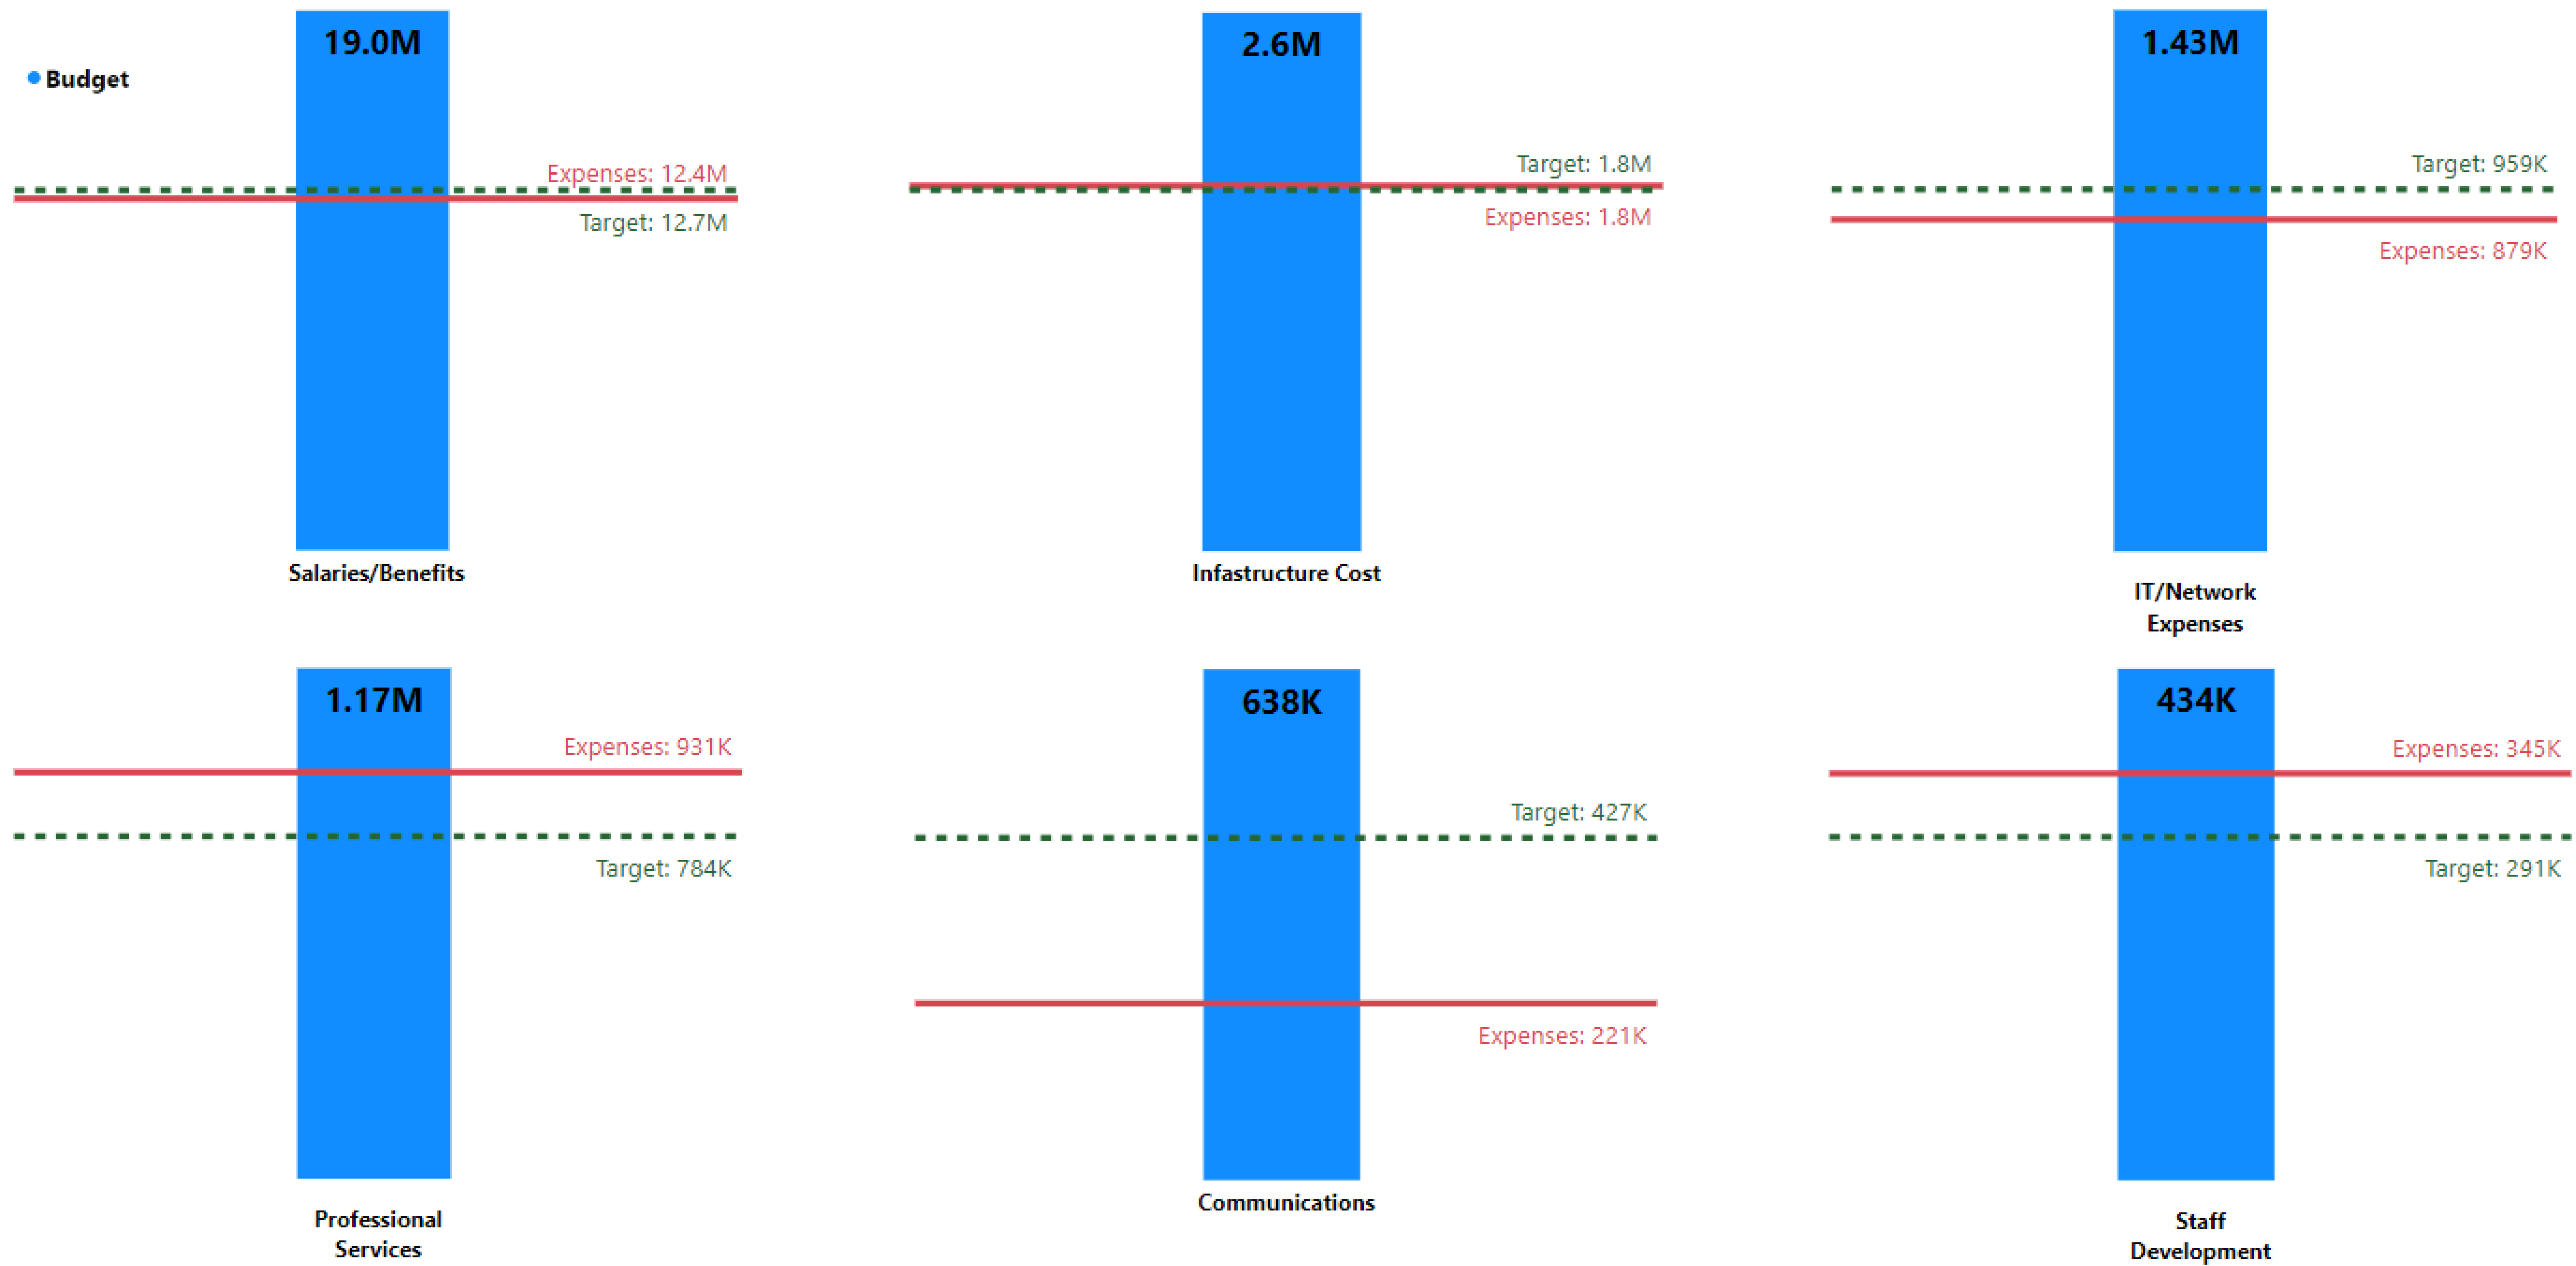 19.0M
Budget
Expenses: 12.4M
Target: 12.7M
Salaries/Benefits
2.6M
Target: 1.8M
Expenses: 1.8M
Infastructure Cost
1.43M
Target: 959K
Expenses: 879K
IT/Network
Expenses
1.17M
Expenses: 931K
Target: 784K
Professional
Services
638K
Target: 427K
Expenses: 221K
Communications
434K
Expenses: 345K
Target: 291K
Staff
Development